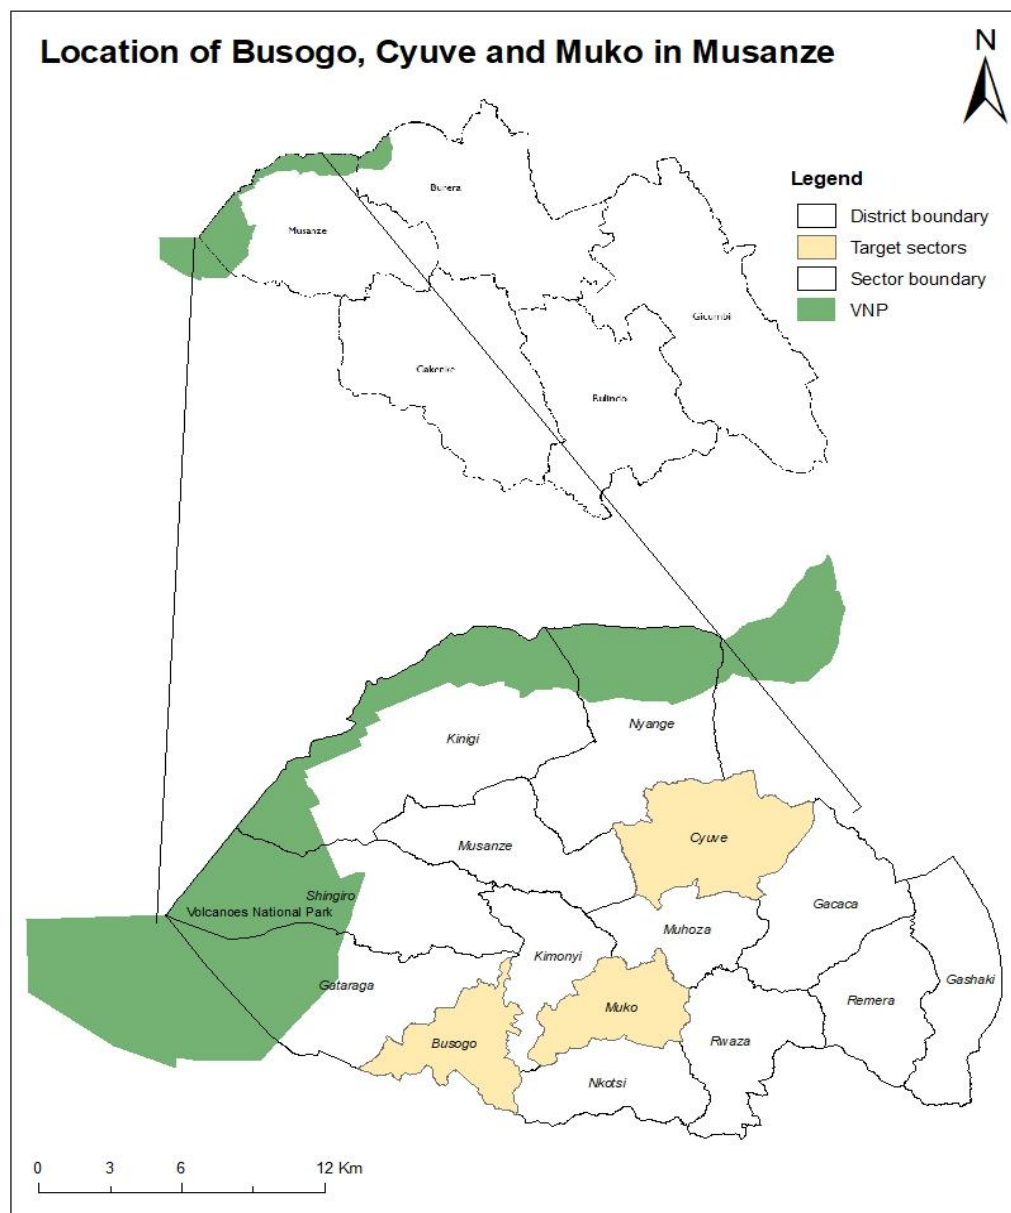 Location of Busogo, Cyuve and Muko in Musanze
N
Legend
District boundary
Target sectors
Sector boundary
VNP
Burera
Musanze
Gicumbi
Gakenke
Rulindo
Nyange
Kinigi
Cyuve
Musanze
Shingiro
Volcanoes National Park
Gacaca
Muhoza
Kimonyi
Gashaki
Gataraga
Remera
Muko
Busogo
Rwaza
Nkotsi
0 3 6 12 Km